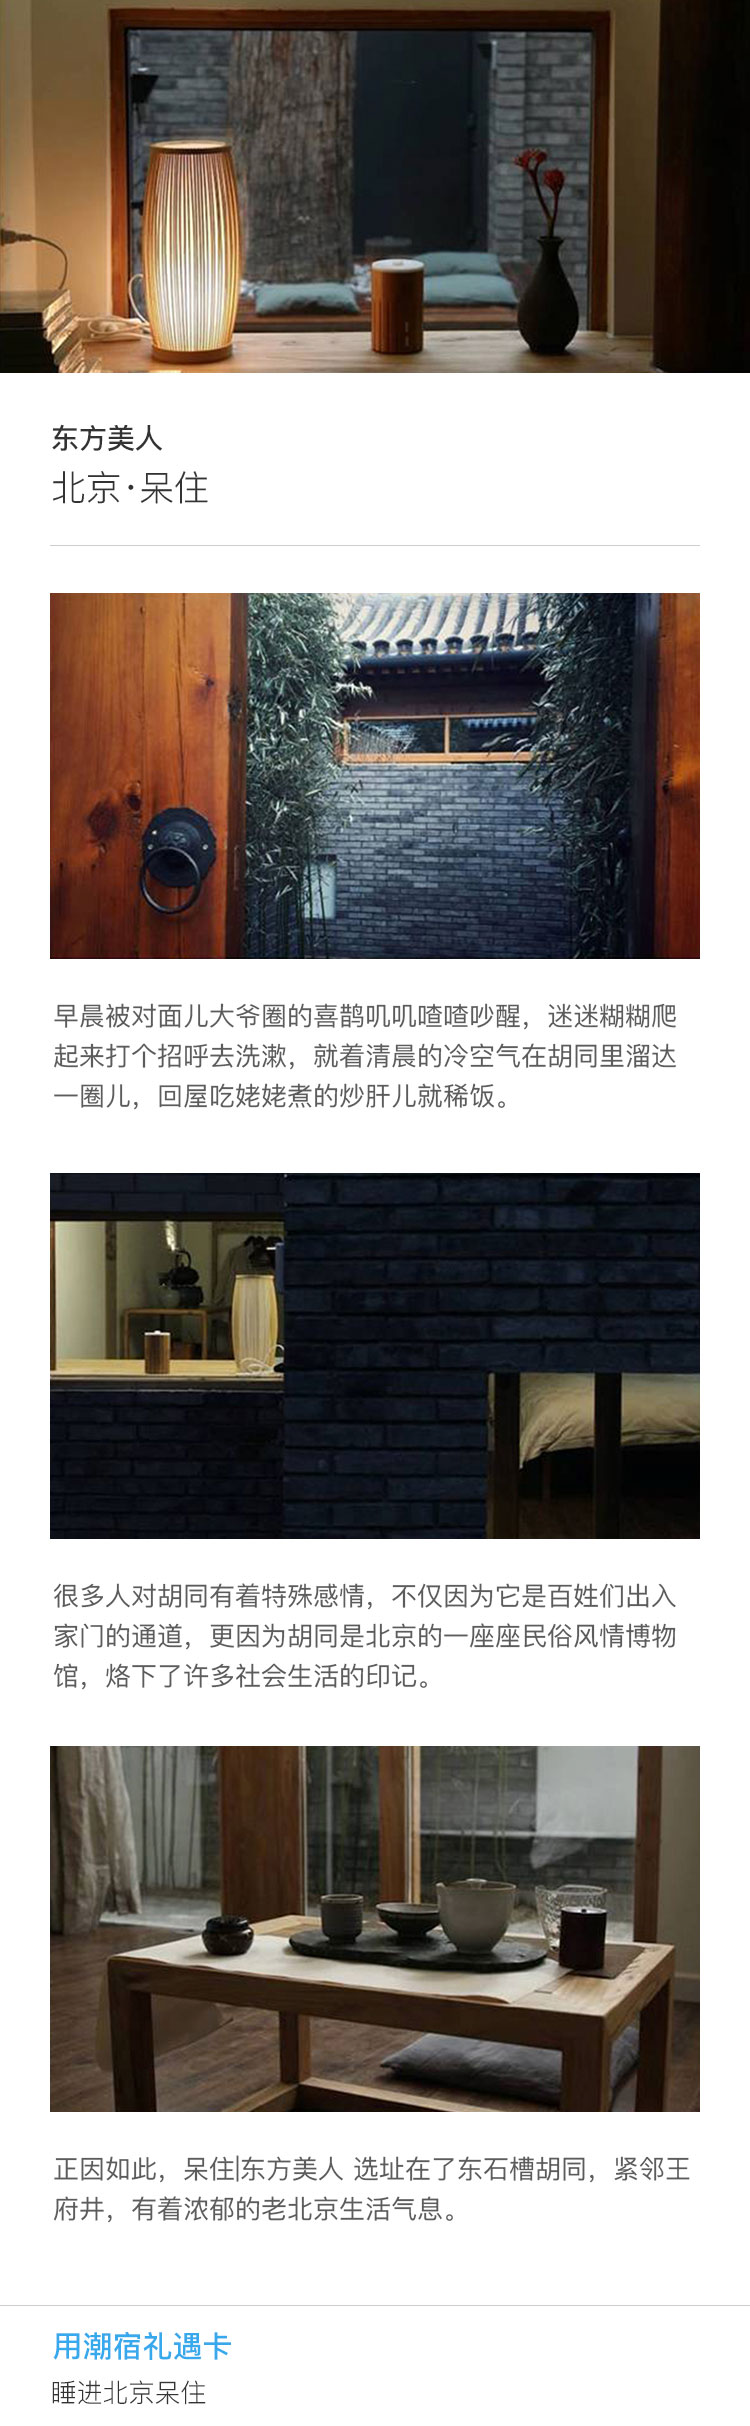 东方美人
北京·呆住
早晨被对面儿大爷圈的喜鹊叽叽喳喳吵醒，迷迷糊糊爬
起来打个招呼去洗漱，就着清晨的冷空气在胡同里溜达
一圈儿，回屋吃姥姥煮的炒肝儿就稀饭。
很多人对胡同有着特殊感情，不仅因为它是百姓们出入
家门的通道，更因为胡同是北京的一座座民俗风情博物
馆，烙下了许多社会生活的印记。
正因如此，呆住|东方美人 选址在了东石槽胡同，紧邻王
府井，有着浓郁的老北京生活气息。
用潮宿礼遇卡
睡进北京呆住